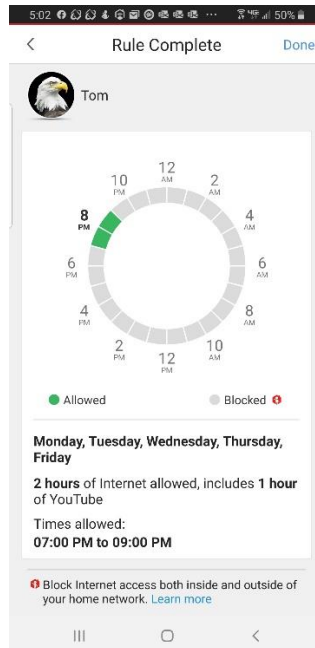 5:02 ... 4G 50%
Rule Complete Done
Tom
12
AM
2
AM
4
AM
6
AM
8
AM
10
AM
12
PM
2
PM
4
PM
6
PM
8
PM
10
PM
Allowed Blocked
Monday, Tuesday, Wednesday, Thursday,
Friday
2 hours of Internet allowed, includes 1 hour
of YouTube
Times allowed:
07:00 PM to 09:00 PM
Block Internet access both inside and outside of
your home network. Learn more